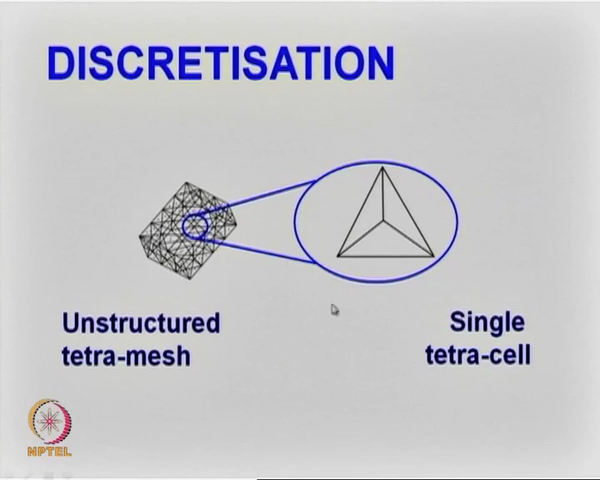 DISCRETISATION
Unstructured
tetra-mesh
Single
tetra-cell
NPTEL